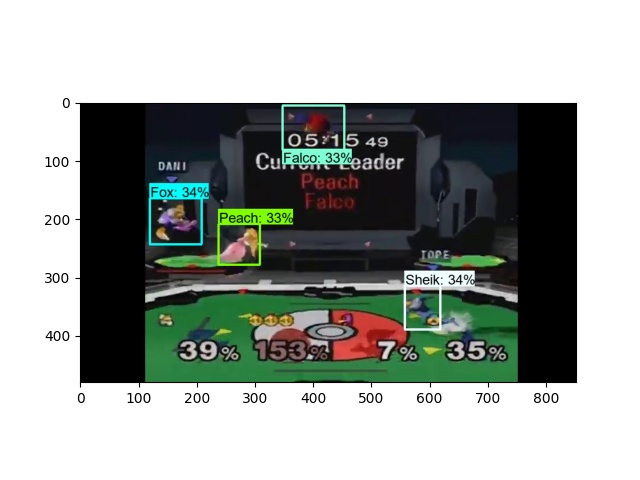 0
05:15 49
Falco: 33%
Current Leader
100
DANI
Peach
Fox: 34%
Falco
200
Peach: 33%
TOPE
300
Sheik: 34%
400
39% 153% 7% 35%
0 100 200 300 400 500 600 700 800